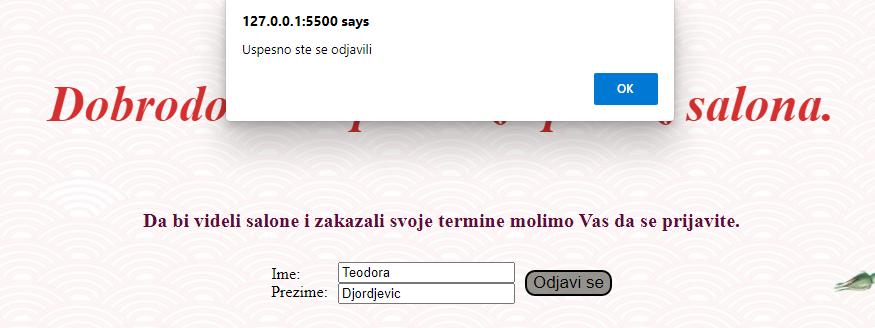 127.0.0.1:5500 says
Uspesno ste se odjavili
OK
salona.
Da bi videli salone i zakazali svoje termine molimo Vas da se prijavite.
Ime:
Teodora
Prezime:
Djordjevic
Odjavi se